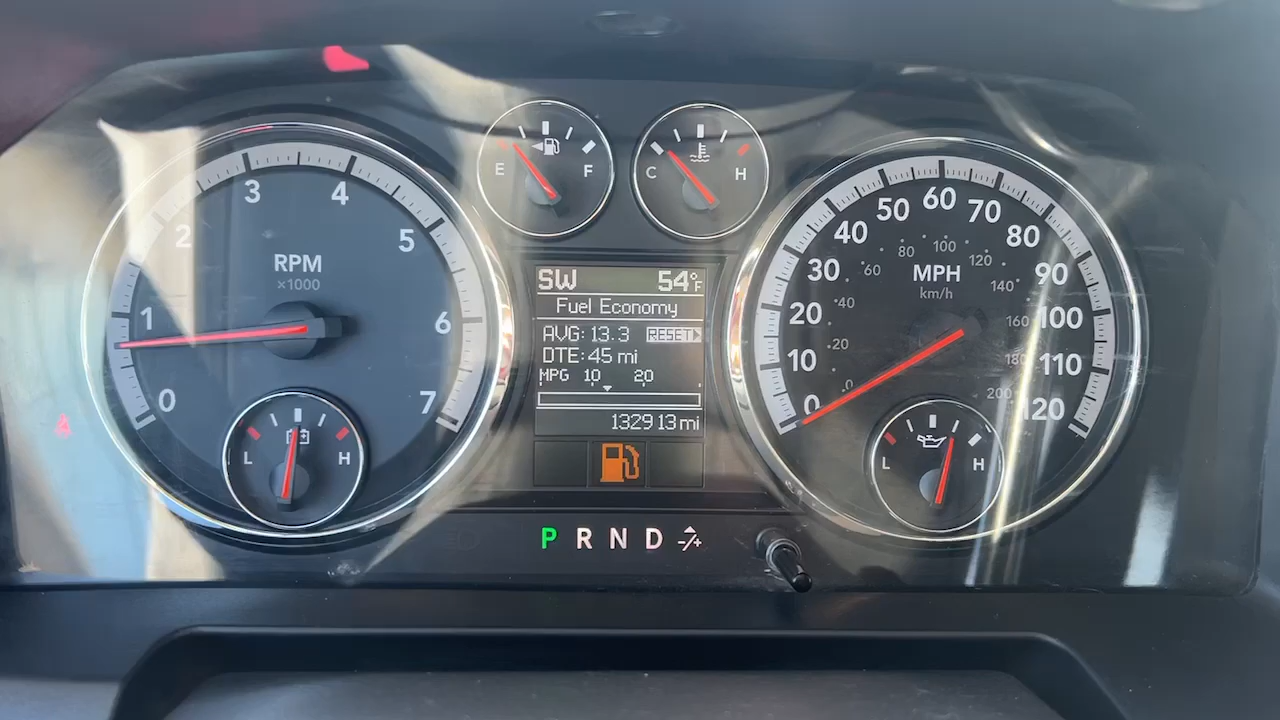 E F
C H
0 1 2 3 4 5 6 7
RPM
×1000
L H
SW 54°F
Fuel Economy
AVG: 13.3 RESET
DTE: 45 mi
MPG 10 20
132913 mi
P R N D -/+
0 10 20 30 40 50 60 70 80 90 100 110 120
MPH
km/h
0 20 40 60 80 100 120 140 160 180 200
L H